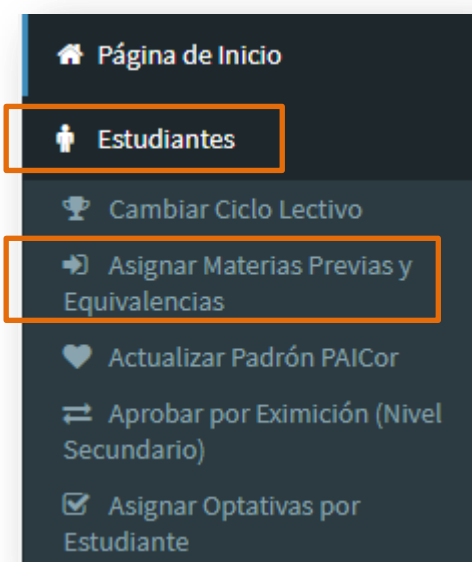 Página de Inicio
Estudiantes
Cambiar Ciclo Lectivo
Asignar Materias Previas y
Equivalencias
Actualizar Padrón PAICor
Aprobar por Eximición (Nivel
Secundario)
Asignar Optativas por
Estudiante